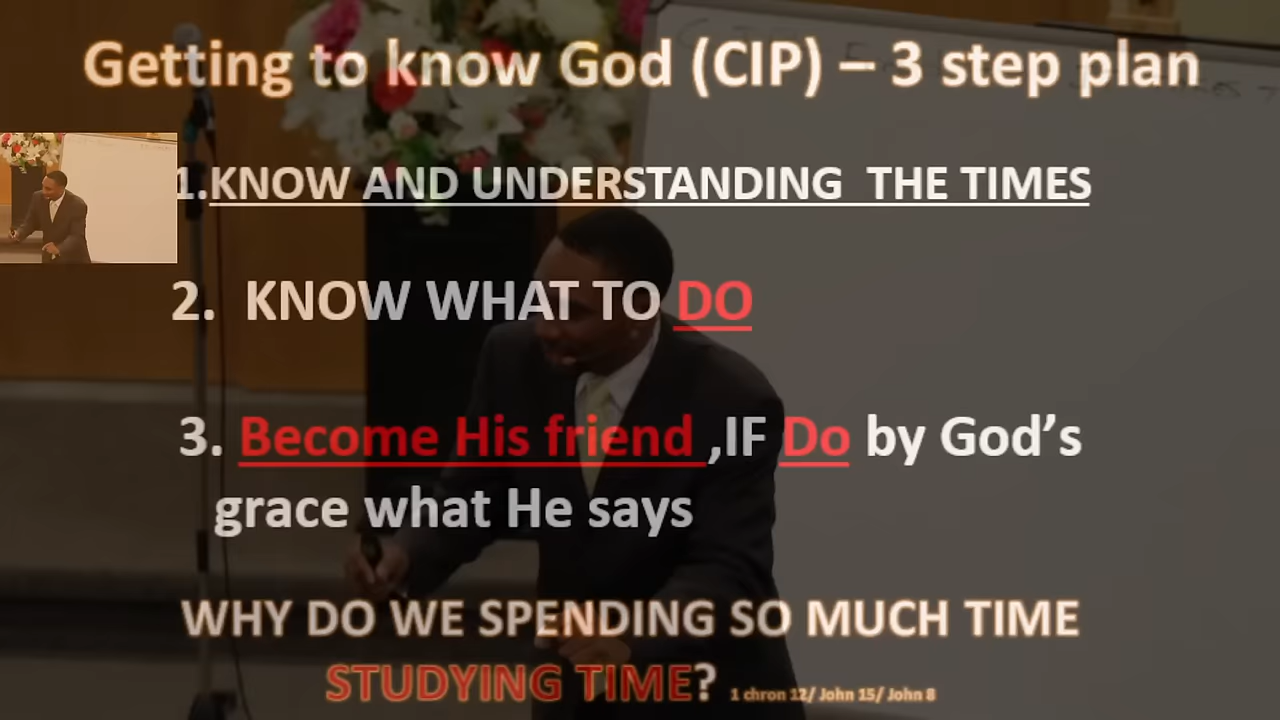 Getting to know God (CIP) – 3 step plan
1.KNOW AND UNDERSTANDING THE TIMES
2. KNOW WHAT TO DO
3. Become His friend ,IF Do by God’s
grace what He says
WHY DO WE SPENDING SO MUCH TIME
STUDYING TIME? 1 chron 12/ John 15/ John 8